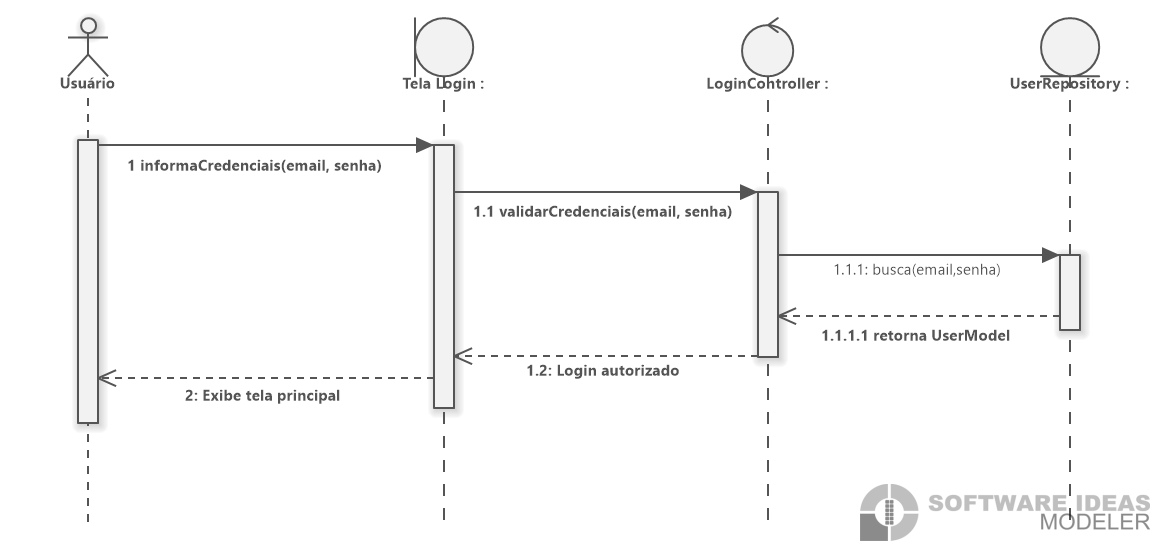 Usuário
Tela Login :
LoginController :
UserRepository :
1 informaCredenciais(email, senha)
1.1 validarCredenciais(email, senha)
1.1.1: busca(email,senha)
1.1.1.1 retorna UserModel
1.2: Login autorizado
2: Exibe tela principal
SOFTWARE IDEAS
MODELER